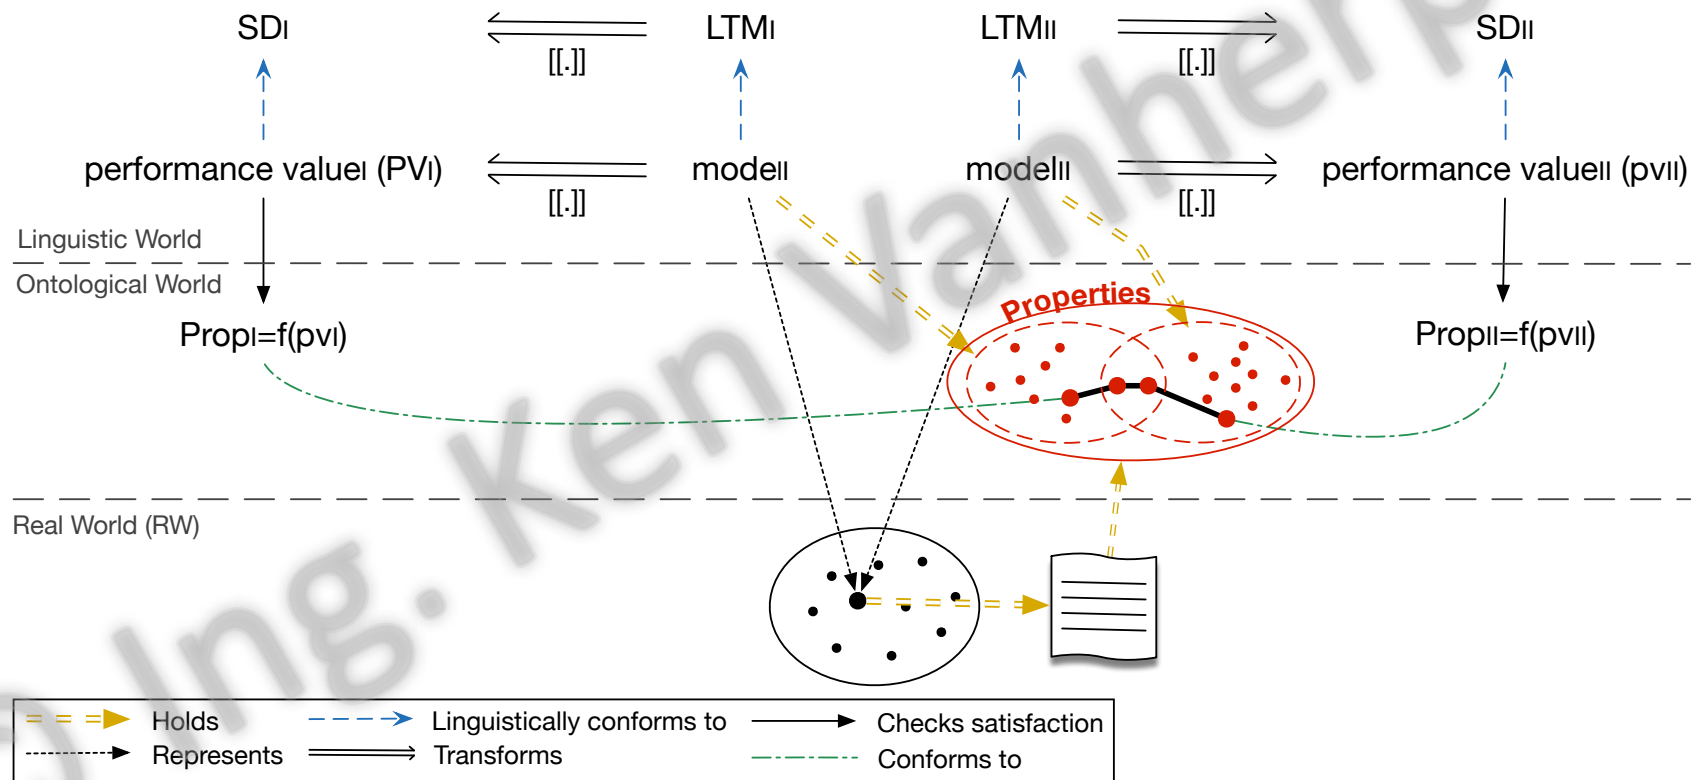 SDI LTMI LTMII SDII
[[.]] [[.]]
performance valueI (PVI) modelI modelII performance valueII (pvII)
[[.]] [[.]]
Linguistic World
Ontological World
Properties
PropI=f(pvI) PropII=f(pvII)
Real World (RW)
Holds Linguistically conforms to Checks satisfaction
Represents Transforms Conforms to
Ing. Ken Vanherp